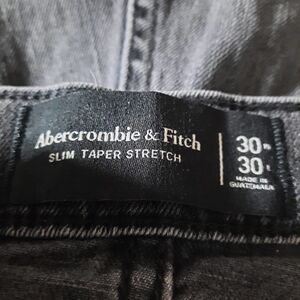 Abercrombie & Fitch
SLIM TAPER STRETCH
30 W
30 L
MADE IN
GUATEMALA